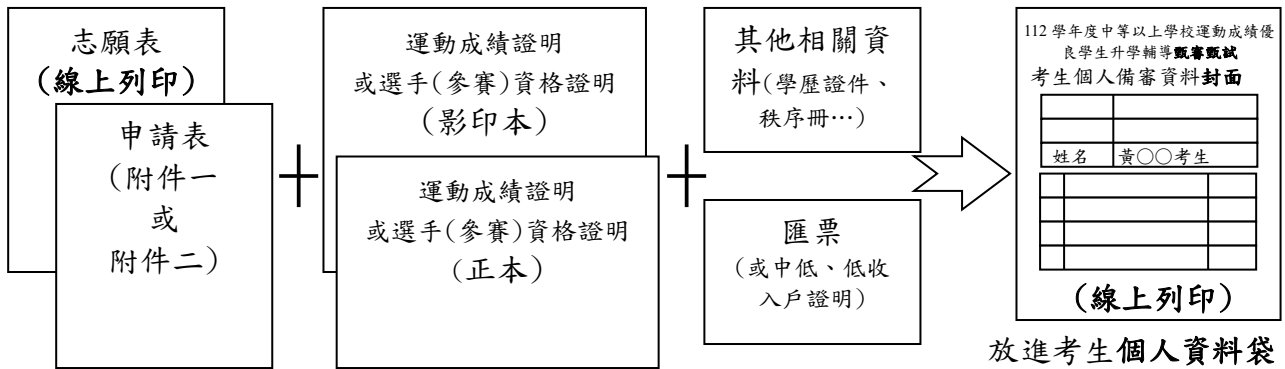 志願表
(線上列印)
申請表
(附件一
或
附件二)
運動成績證明
或選手(參賽)資格證明
(影印本)
運動成績證明
或選手(參賽)資格證明
(正本)
其他相關資
料(學歷證件、
秩序冊…)
匯票
(或中低、低收
入戶證明)
112 學年度中等以上學校運動成績優
良學生升學輔導甄審甄試
考生個人備審資料封面
姓名 黃○○考生
(線上列印)
放進考生個人資料袋